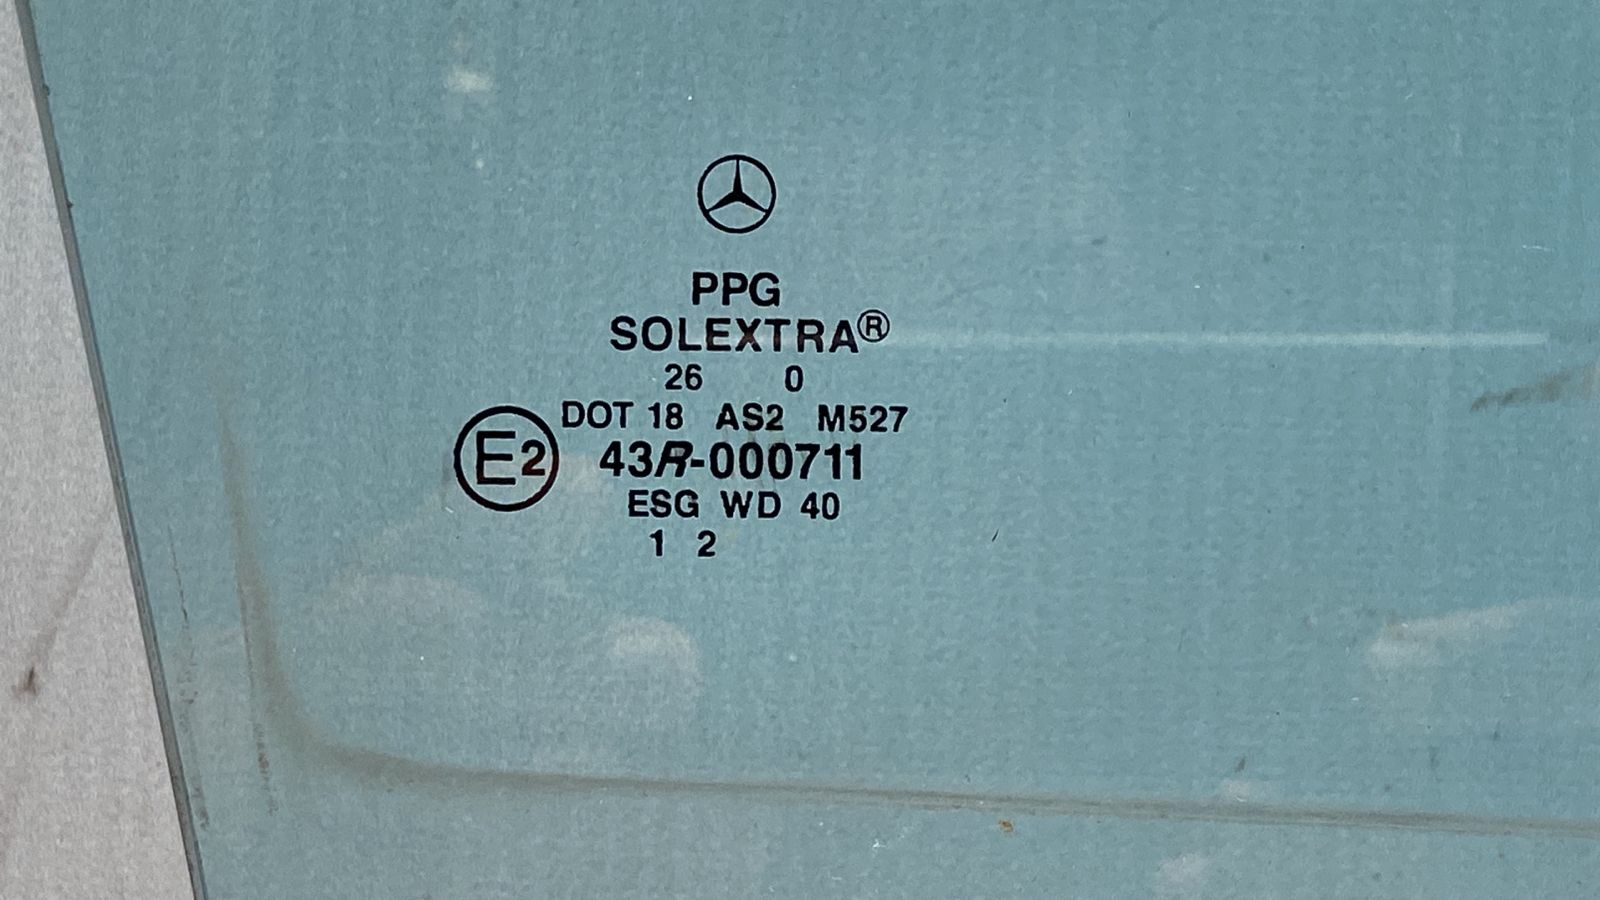 PPG
SOLEXTRA®
26 0
DOT 18 AS2 M527
E2 43R-000711
ESG WD 40
1 2